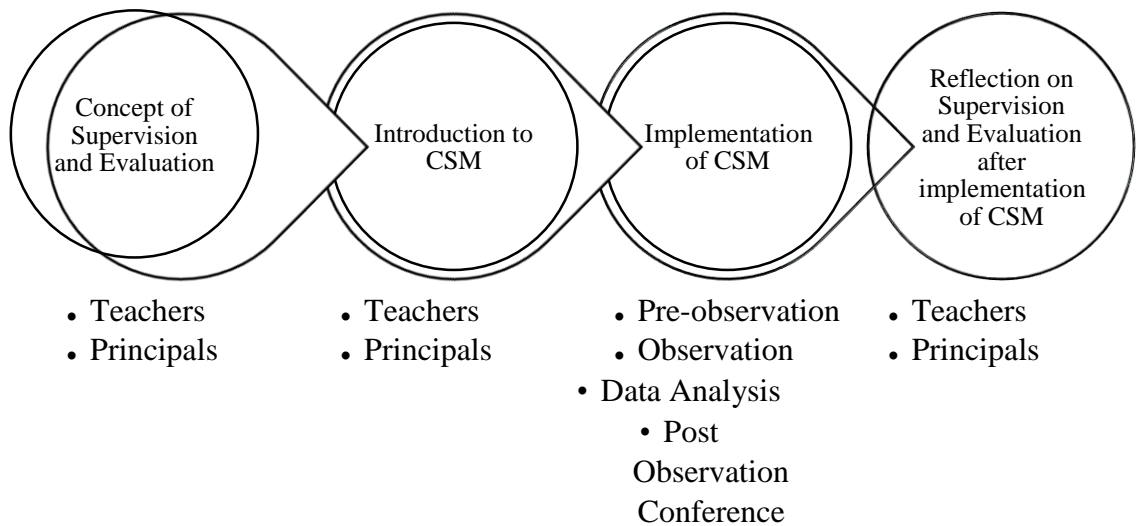 Concept of
Supervision
and Evaluation
Introduction to
CSM
Implementation
of CSM
Reflection on
Supervision
and Evaluation
after
implementation
of CSM
• Teachers
• Principals
• Teachers
• Principals
• Pre-observation
• Observation
• Data Analysis
• Post
Observation
Conference
• Teachers
• Principals